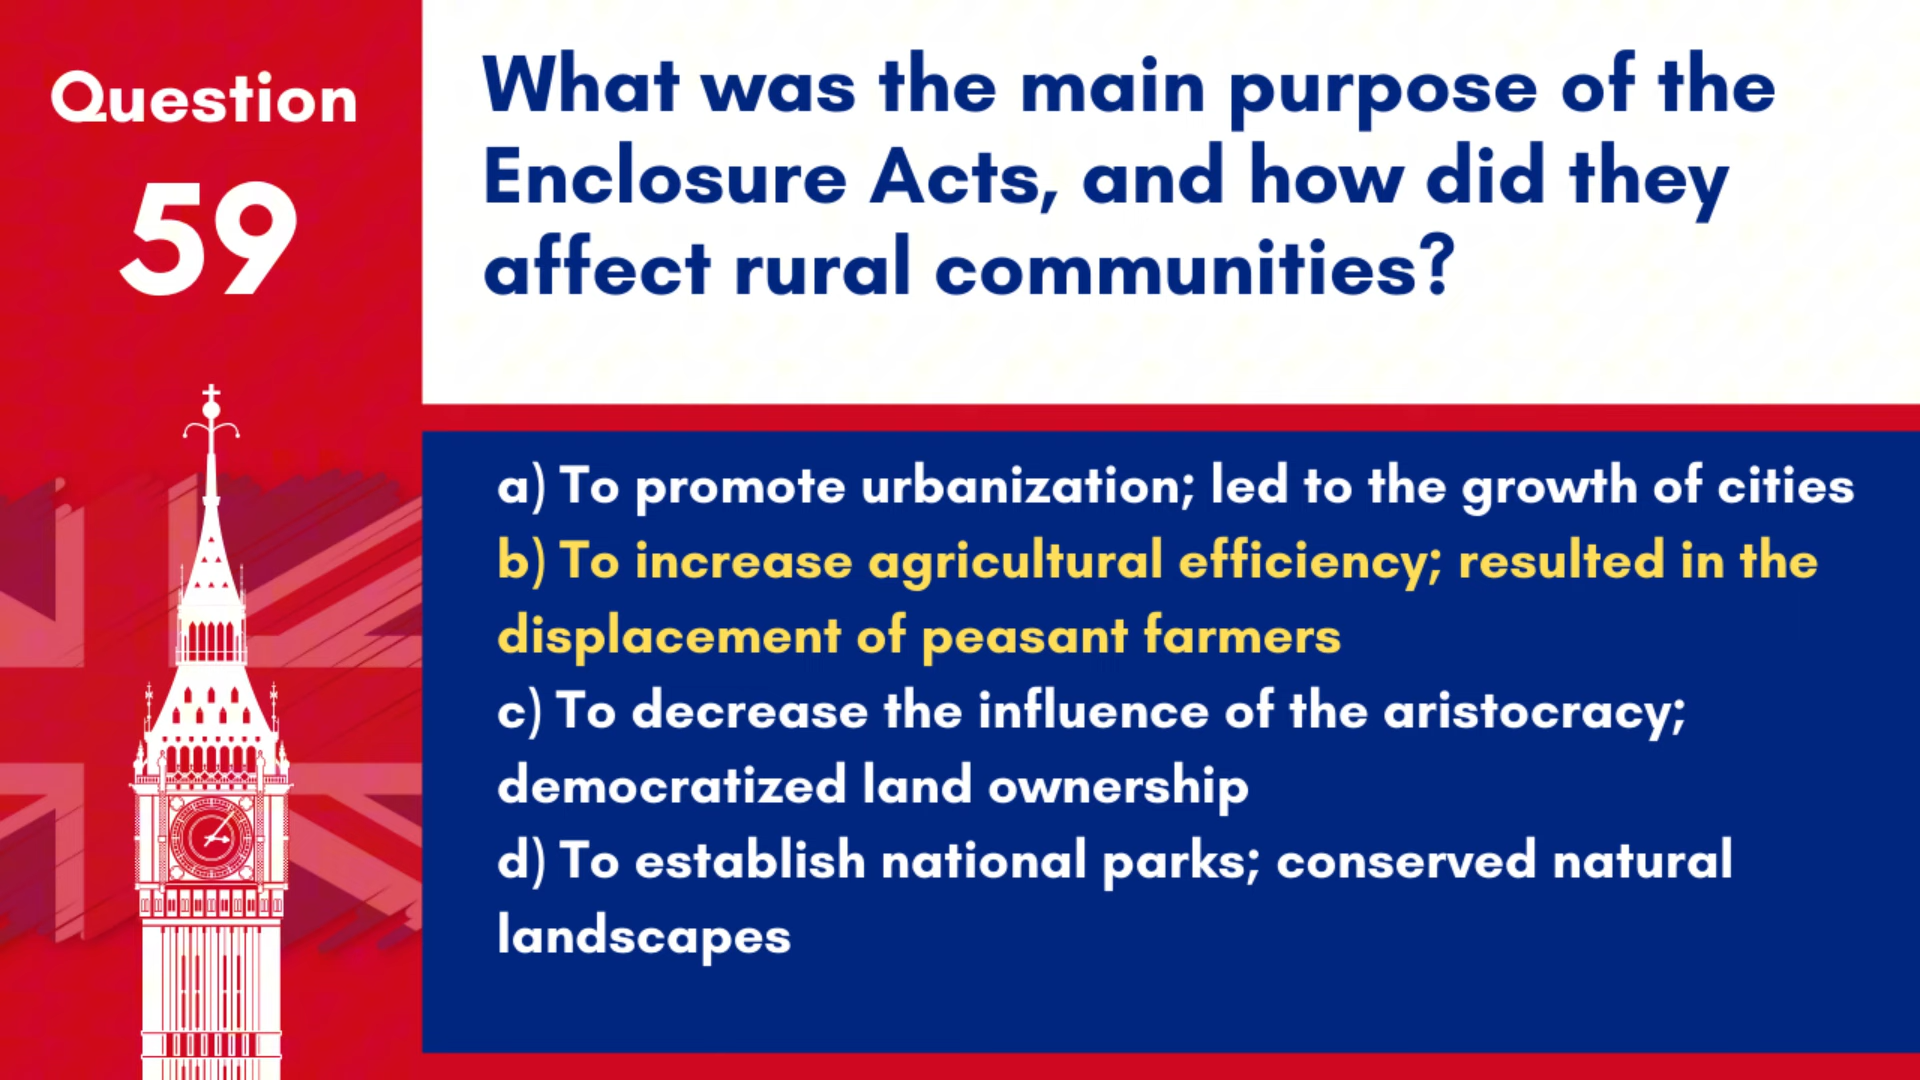 Question
59
What was the main purpose of the
Enclosure Acts, and how did they
affect rural communities?
a) To promote urbanization; led to the growth of cities
b) To increase agricultural efficiency; resulted in the
displacement of peasant farmers
c) To decrease the influence of the aristocracy;
democratized land ownership
d) To establish national parks; conserved natural
landscapes